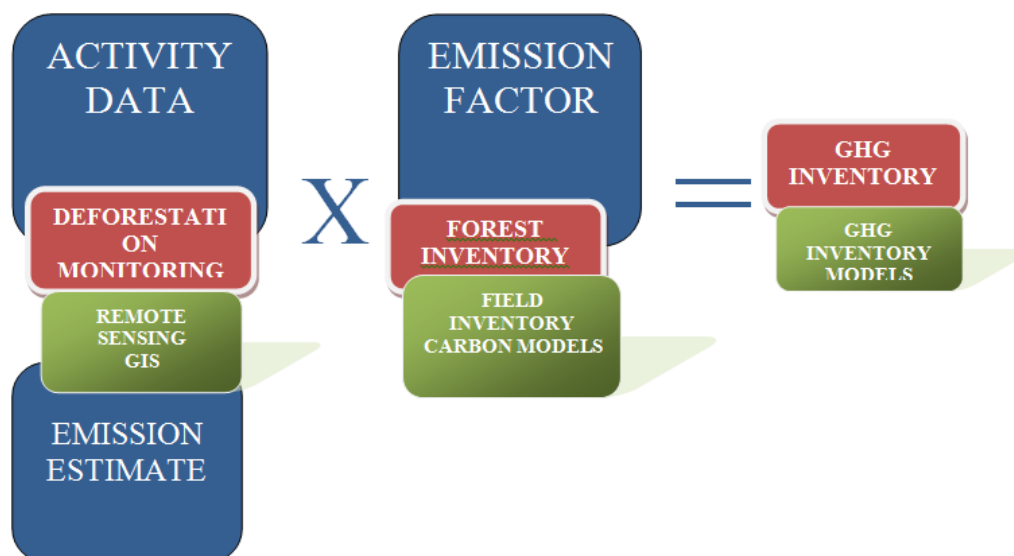 ACTIVITY
DATA
DEFORESTATI
ON
MONITORING
REMOTE
SENSING
GIS
EMISSION
ESTIMATE
X
EMISSION
FACTOR
FOREST
INVENTORY
FIELD
INVENTORY
CARBON MODELS
=
GHG
INVENTORY
GHG
INVENTORY
MODELS